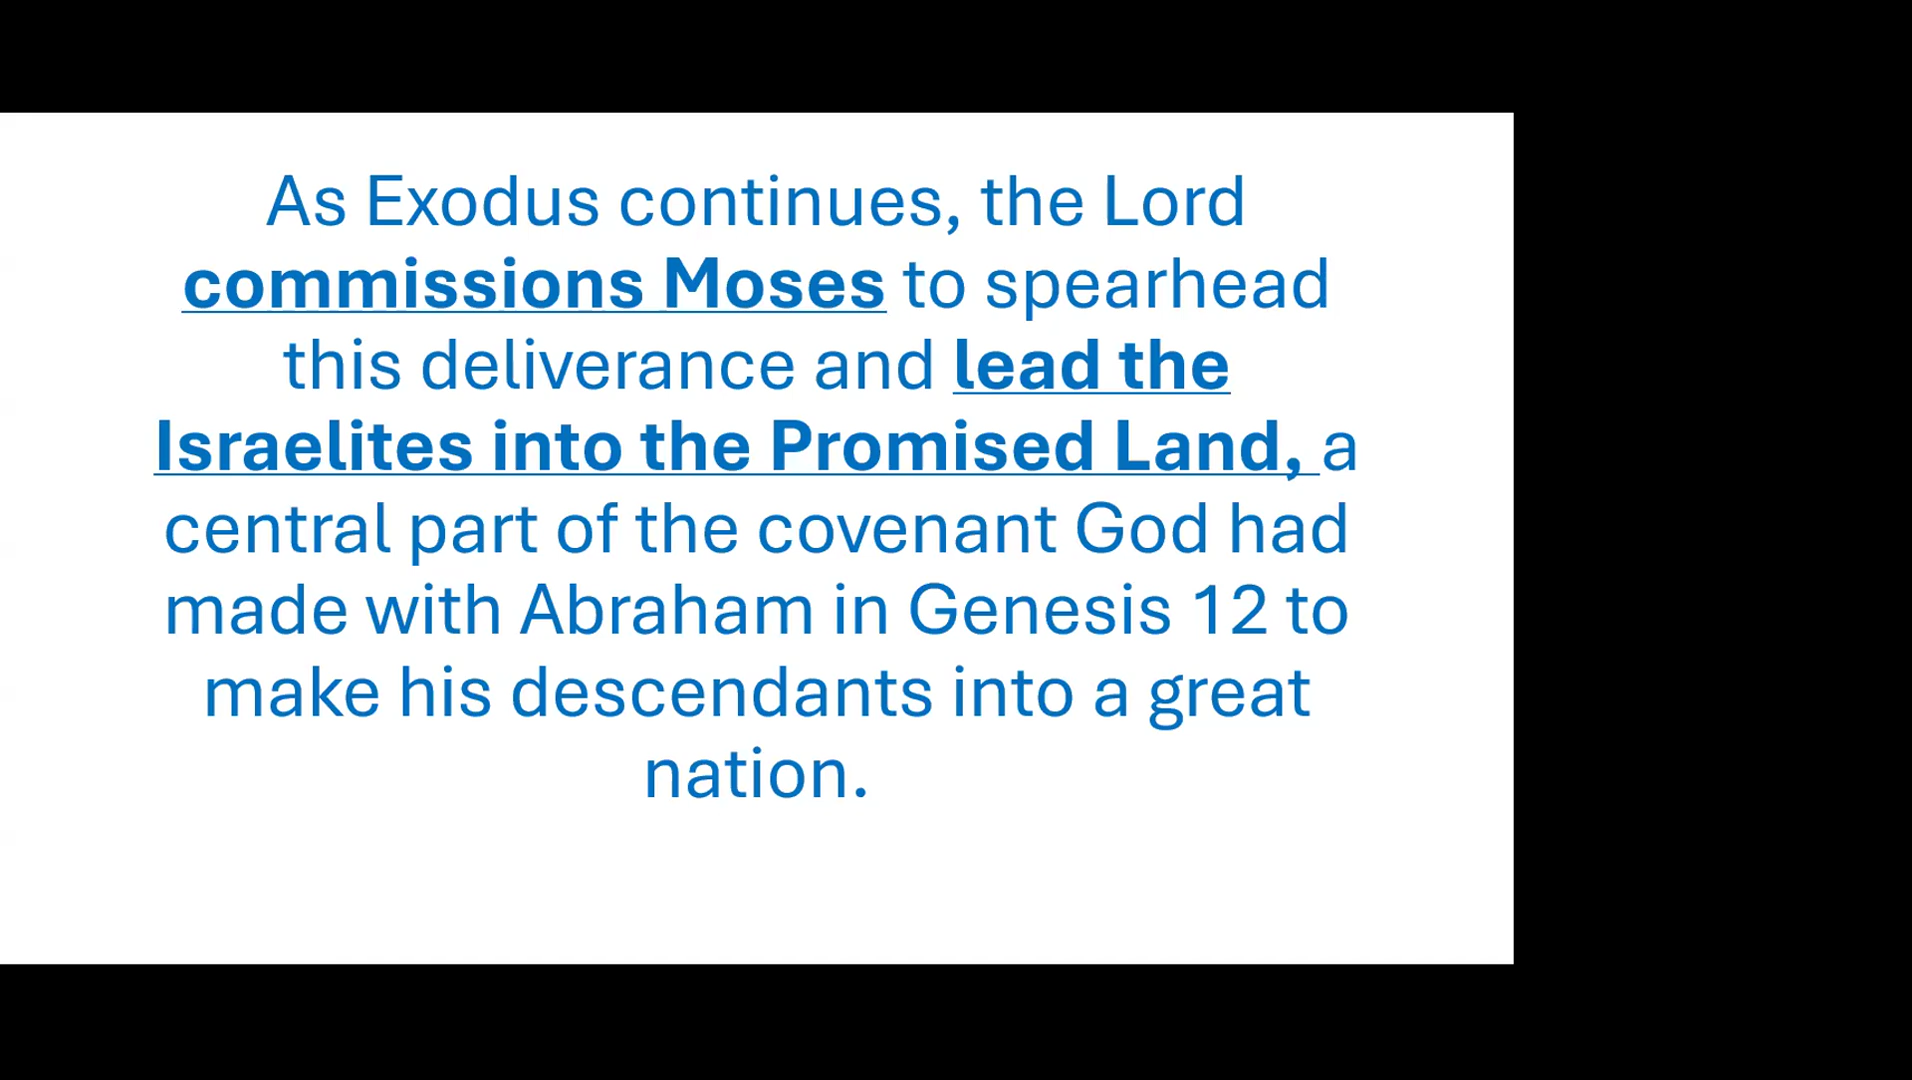 As Exodus continues, the Lord
commissions Moses to spearhead
this deliverance and lead the
Israelites into the Promised Land, a
central part of the covenant God had
made with Abraham in Genesis 12 to
make his descendants into a great
nation.